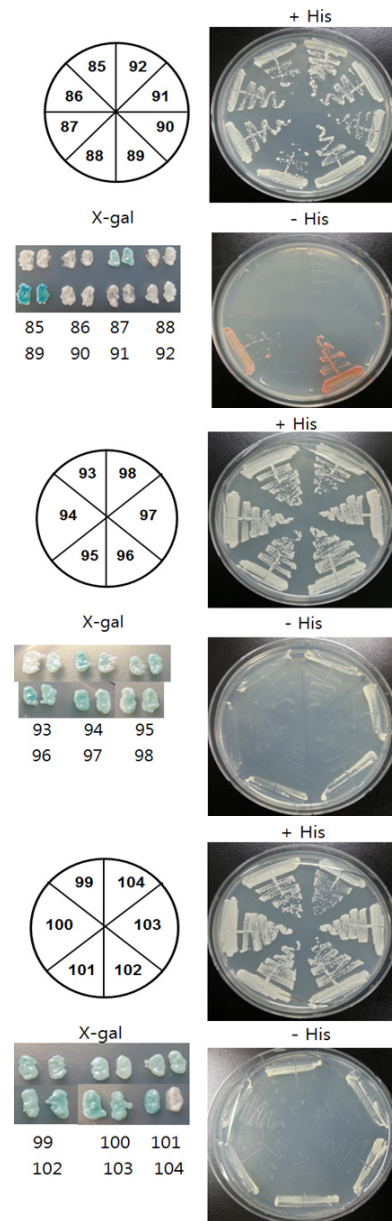 + His
85 92
86 91
87 90
88 89
X-gal
- His
85 86 87 88
89 90 91 92
+ His
93 98
94 97
95 96
X-gal
- His
93 94 95
96 97 98
+ His
99 104
100 103
101 102
X-gal
- His
99 100 101
102 103 104